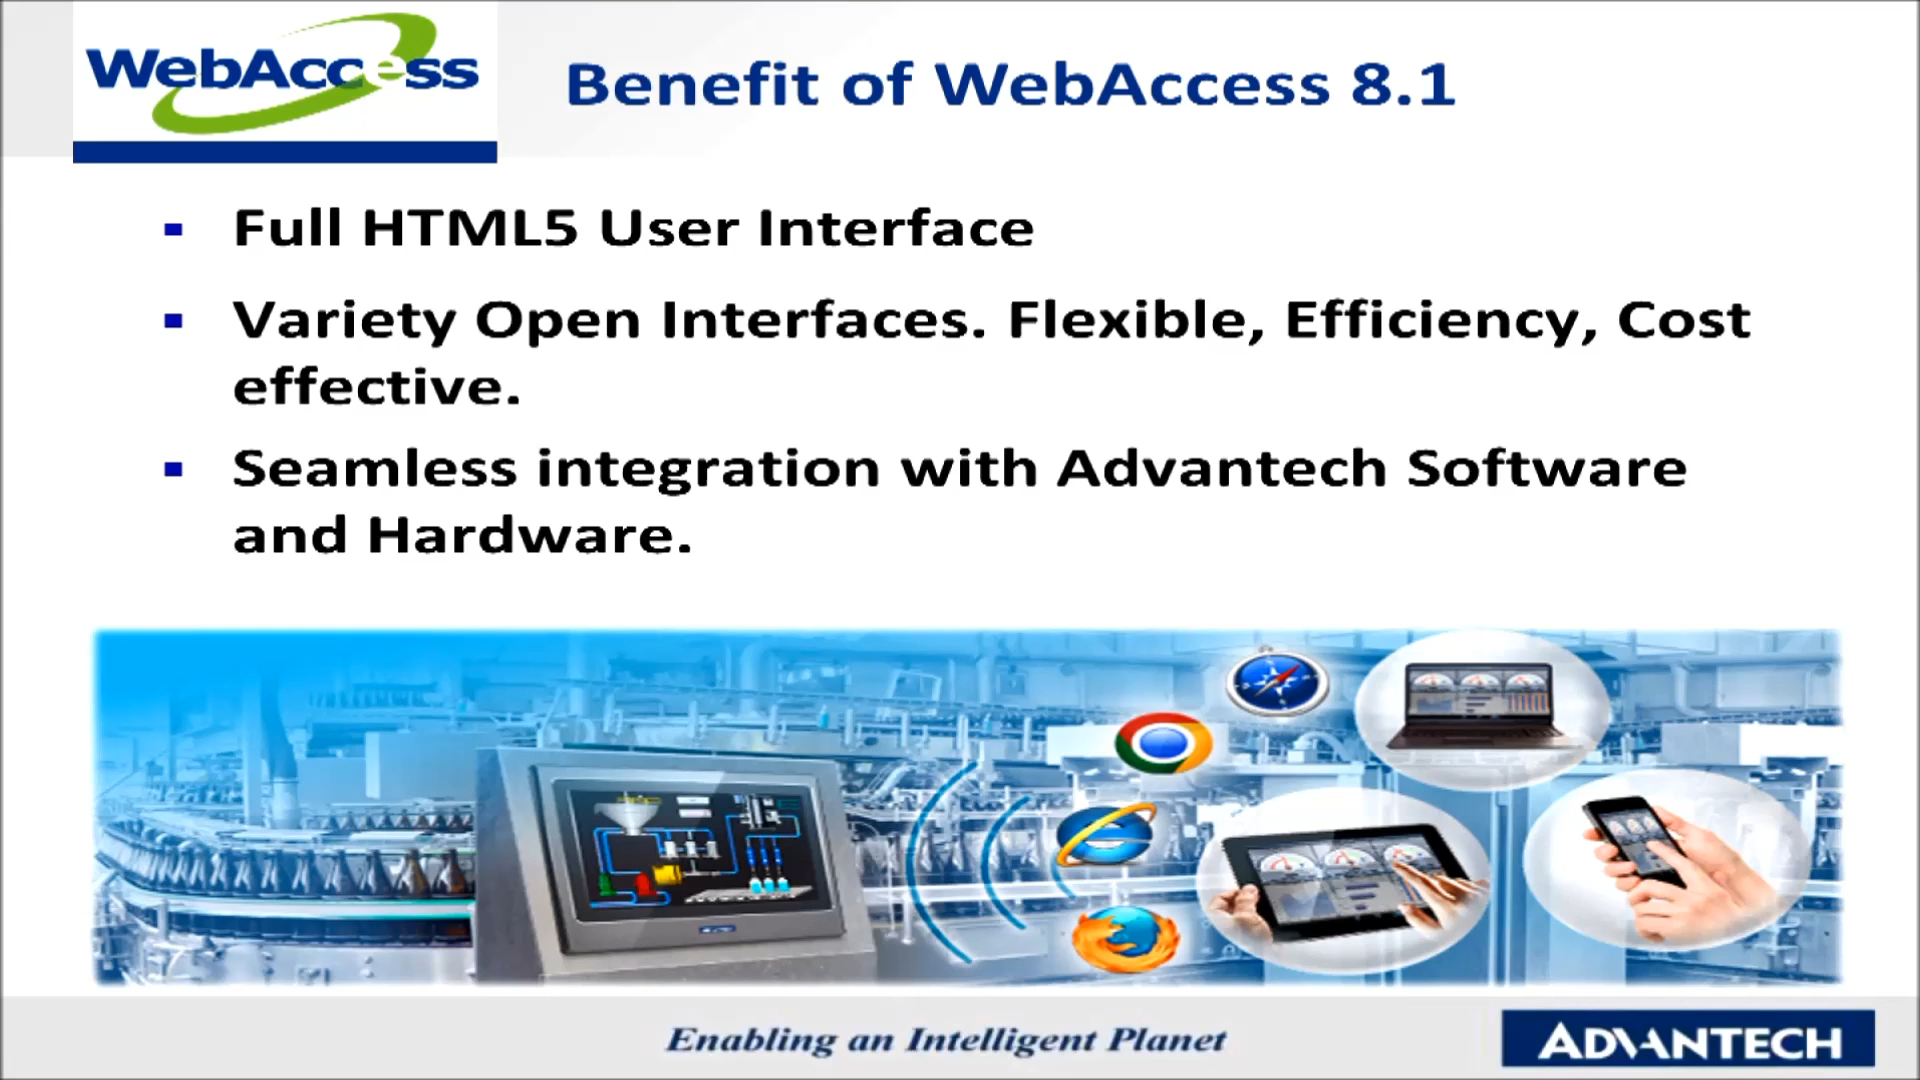 WebAccess
Benefit of WebAccess 8.1
▪ Full HTML5 User Interface
▪ Variety Open Interfaces. Flexible, Efficiency, Cost
effective.
▪ Seamless integration with Advantech Software
and Hardware.
Enabling an Intelligent Planet
ADVANTECH